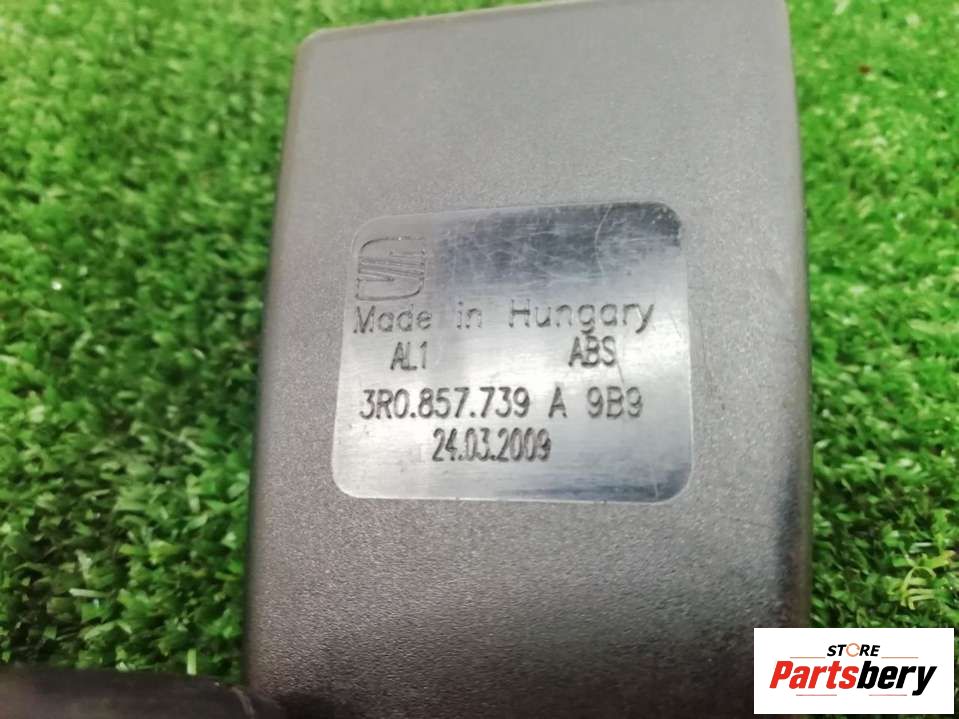 Made in Hungary
AL1 ABS
3R0.857.739 A 9B9
24.03.2009
STORE
Partsbery